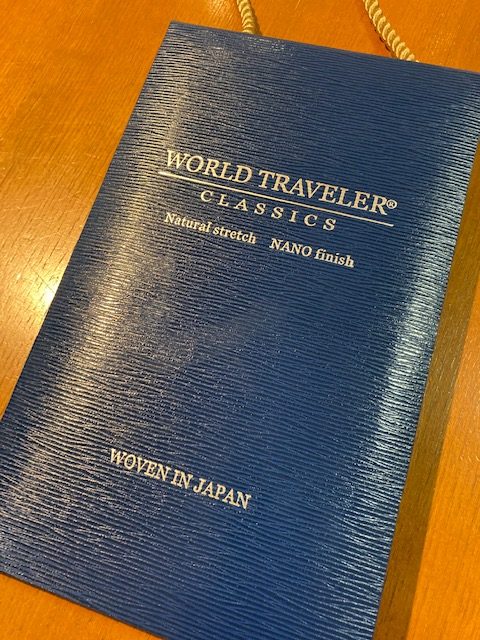 WORLD TRAVELER®
CLASSICS
Natural stretch NANO finish
WOVEN IN JAPAN